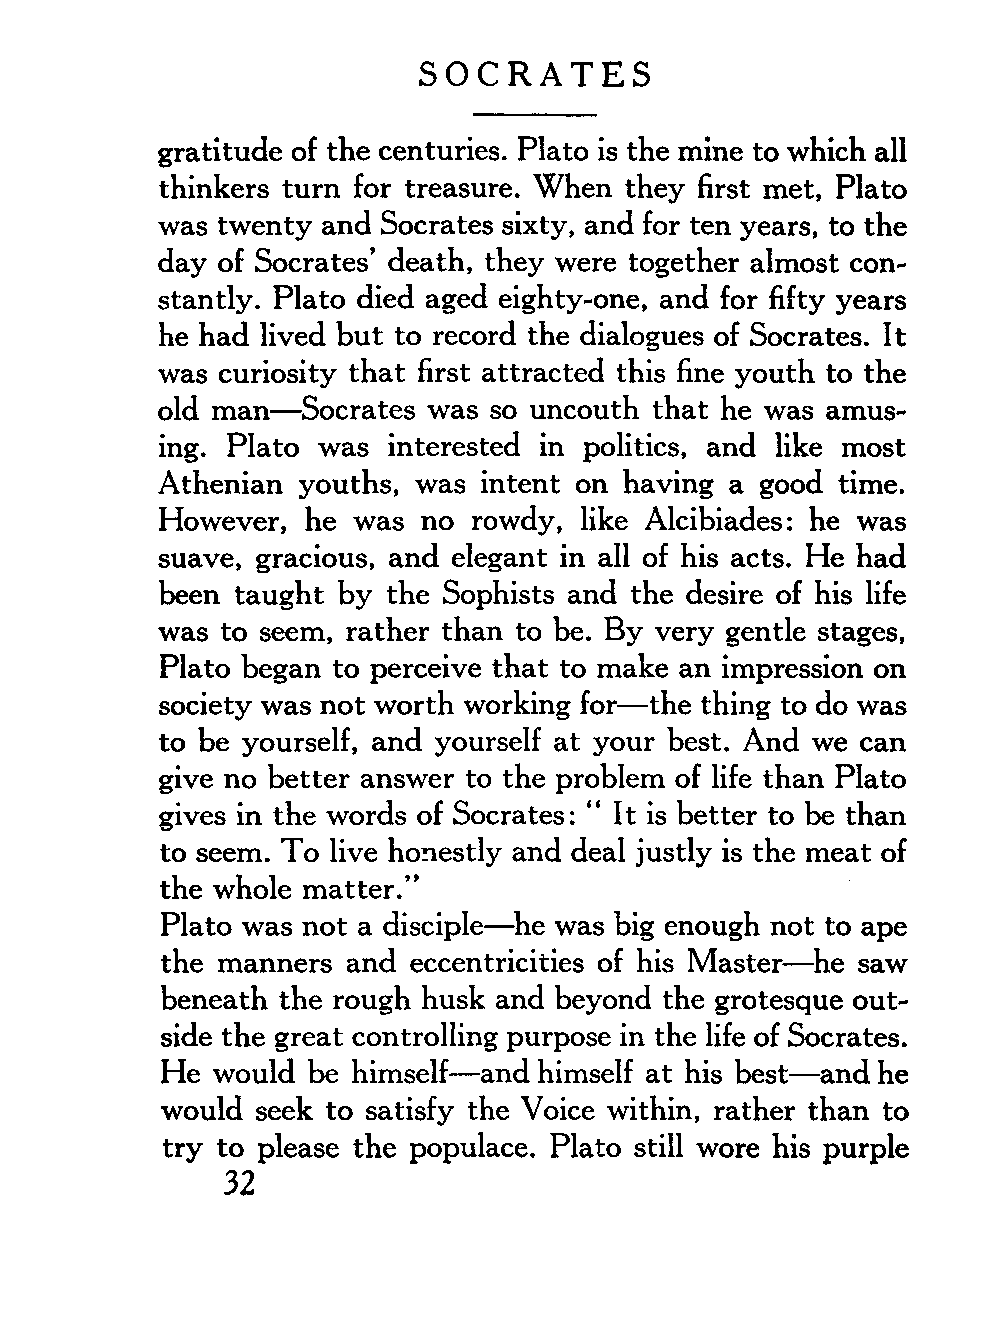 SOCRATES
gratitude of the centuries. Plato is the mine to which all
thinkers turn for treasure. When they first met, Plato
was twenty and Socrates sixty, and for ten years, to the
day of Socrates' death, they were together almost con-
stantly. Plato died aged eighty-one, and for fifty years
he had lived but to record the dialogues of Socrates. It
was curiosity that first attracted this fine youth to the
old man—Socrates was so uncouth that he was amus-
ing. Plato was interested in politics, and like most
Athenian youths, was intent on having a good time.
However, he was no rowdy, like Alcibiades: he was
suave, gracious, and elegant in all of his acts. He had
been taught by the Sophists and the desire of his life
was to seem, rather than to be. By very gentle stages,
Plato began to perceive that to make an impression on
society was not worth working for—the thing to do was
to be yourself, and yourself at your best. And we can
give no better answer to the problem of life than Plato
gives in the words of Socrates: " It is better to be than
to seem. To live honestly and deal justly is the meat of
the whole matter."
Plato was not a disciple—he was big enough not to ape
the manners and eccentricities of his Master—he saw
beneath the rough husk and beyond the grotesque out-
side the great controlling purpose in the life of Socrates.
He would be himself—and himself at his best—and he
would seek to satisfy the Voice within, rather than to
try to please the populace. Plato still wore his purple
32